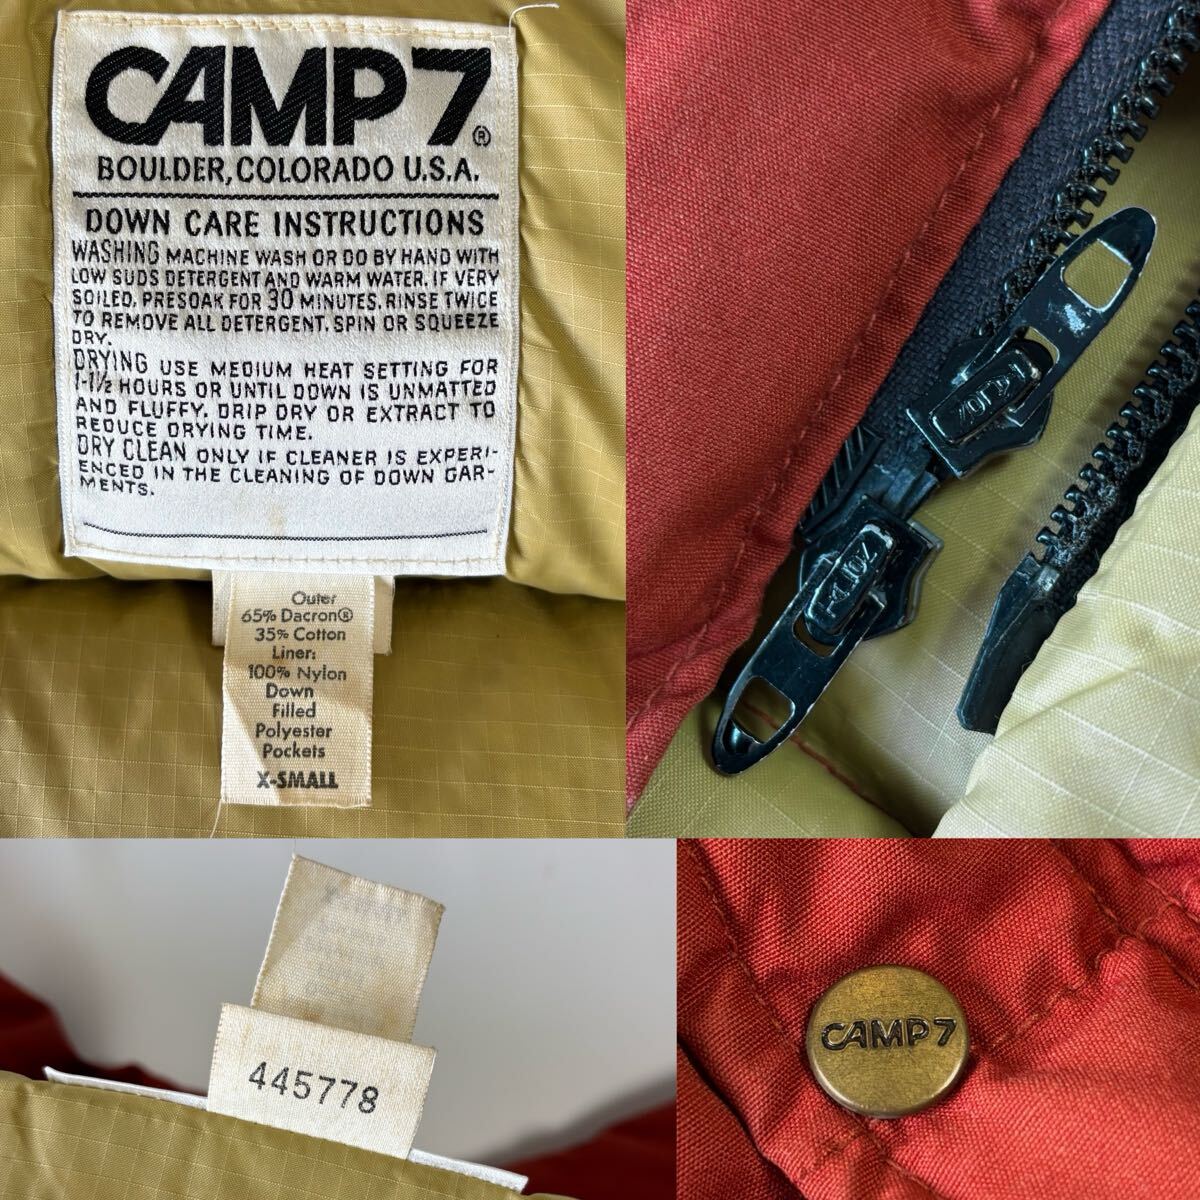 CAMP 7®
BOULDER, COLORADO U.S.A.
DOWN CARE INSTRUCTIONS
WASHING MACHINE WASH OR DO BY HAND WITH
LOW SUDS DETERGENT AND WARM WATER. IF VERY
SOILED, PRESOAK FOR 30 MINUTES. RINSE TWICE
TO REMOVE ALL DETERGENT. SPIN OR SQUEEZE
DRY.
DRYING USE MEDIUM HEAT SETTING FOR
1-1½ HOURS OR UNTIL DOWN IS UNMATTED
AND FLUFFY. DRIP DRY OR EXTRACT TO
REDUCE DRYING TIME.
DRY CLEAN ONLY IF CLEANER IS EXPERI-
ENCED IN THE CLEANING OF DOWN GAR-
MENTS.
Outer
65% Dacron®
35% Cotton
Liner:
100% Nylon
Down
Filled
Polyester
Pockets
X-SMALL
445778
CAMP 7